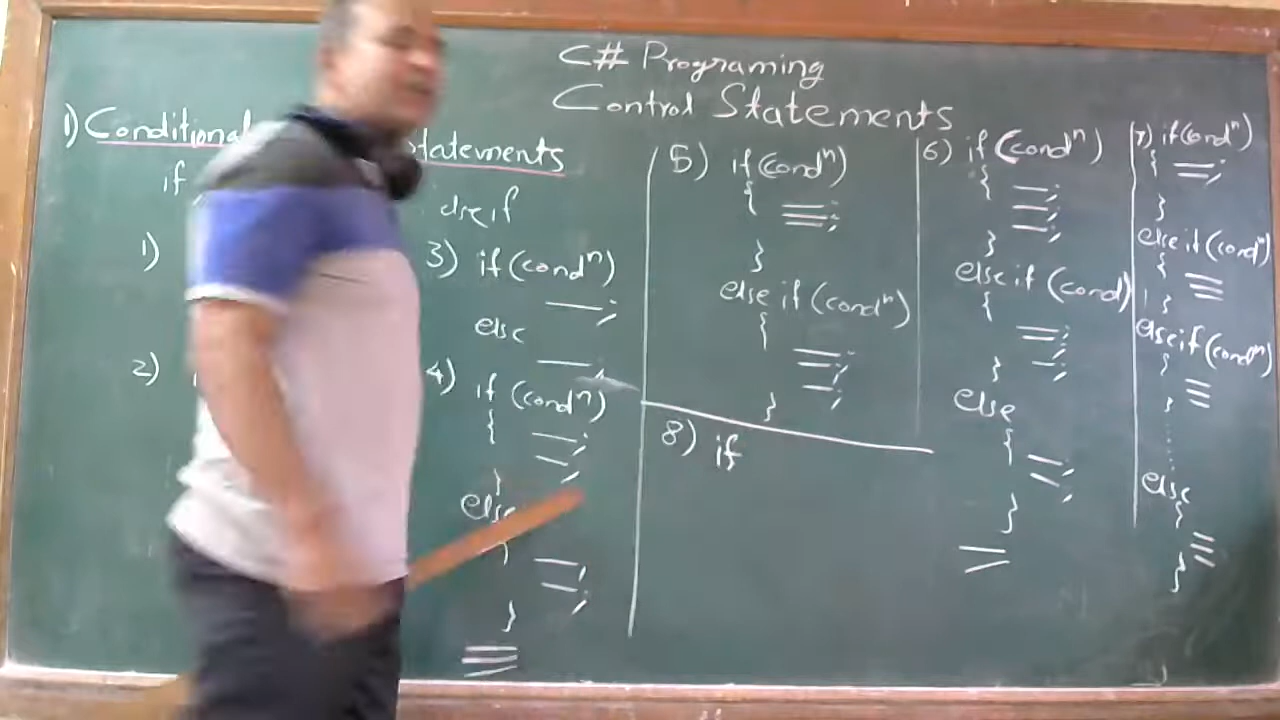 C# Programing
Control Statements
1) Conditional Statements
if
else if
1)
2)
3) if (condⁿ)
;
else
;
4) if (condⁿ)
{
;
;
}
else
{
;
;
}
5) if (condⁿ)
{
;
}
else if (condⁿ)
{
;
;
}
8) if
6) if (condⁿ)
{
;
;
;
}
else if (cond)
{
;
;
}
else
{
;
;
}
7) if (condⁿ)
{
;
}
else if (condⁿ)
{
}
else if (condⁿ)
{
}
else
{
}